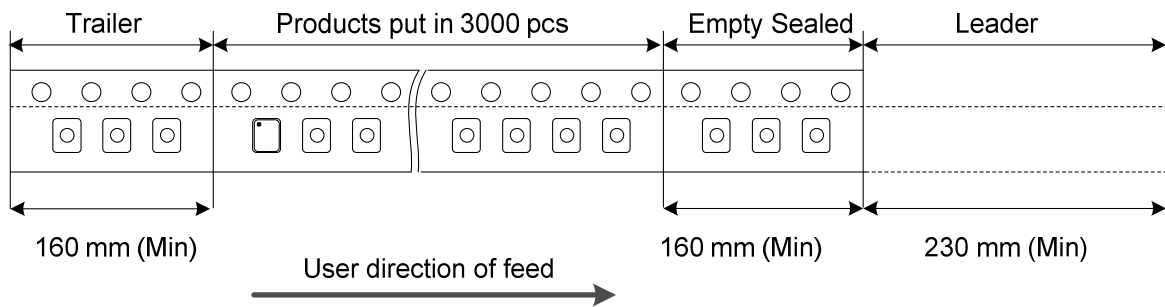 Trailer Products put in 3000 pcs Empty Sealed Leader
160 mm (Min) 160 mm (Min) 230 mm (Min)
User direction of feed